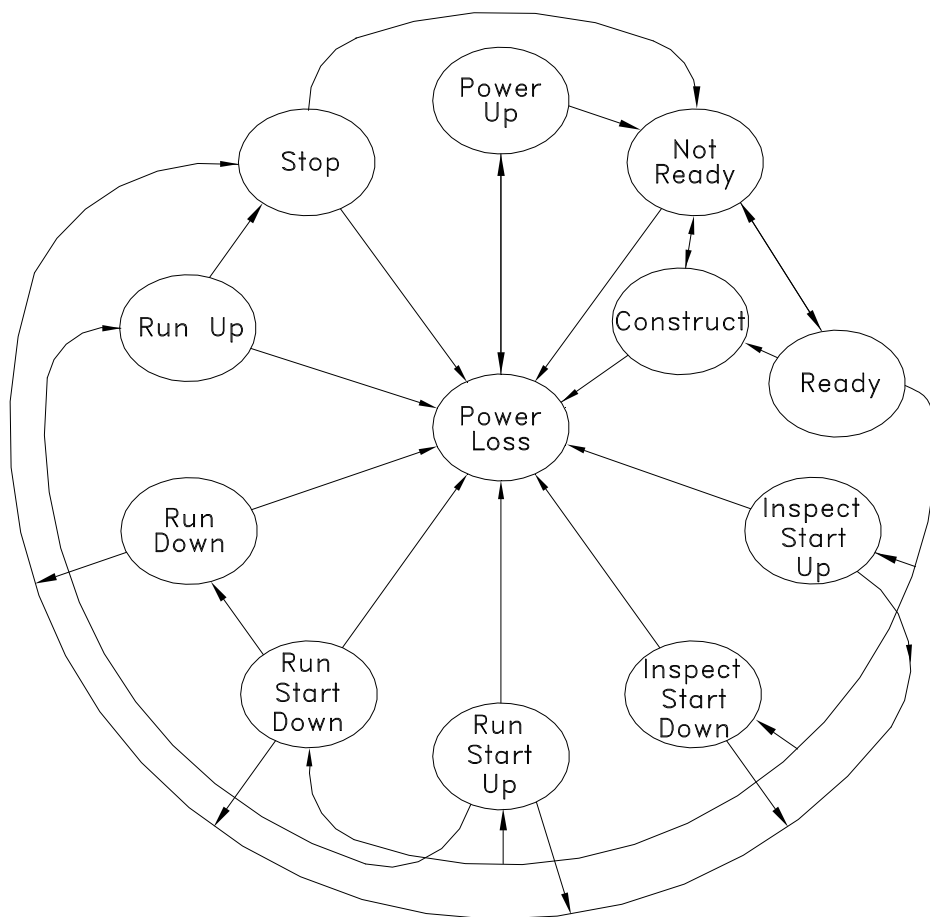 Power
Up
Stop
Not
Ready
Run Up
Construct
Ready
Power
Loss
Run
Down
Inspect
Start
Up
Run
Start
Down
Inspect
Start
Down
Run
Start
Up